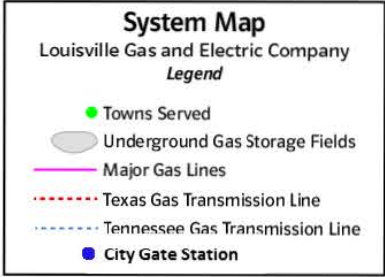 System Map
Louisville Gas and Electric Company
Legend
Towns Served
Underground Gas Storage Fields
Major Gas Lines
Texas Gas Transmission Line
Tennessee Gas Transmission Line
City Gate Station